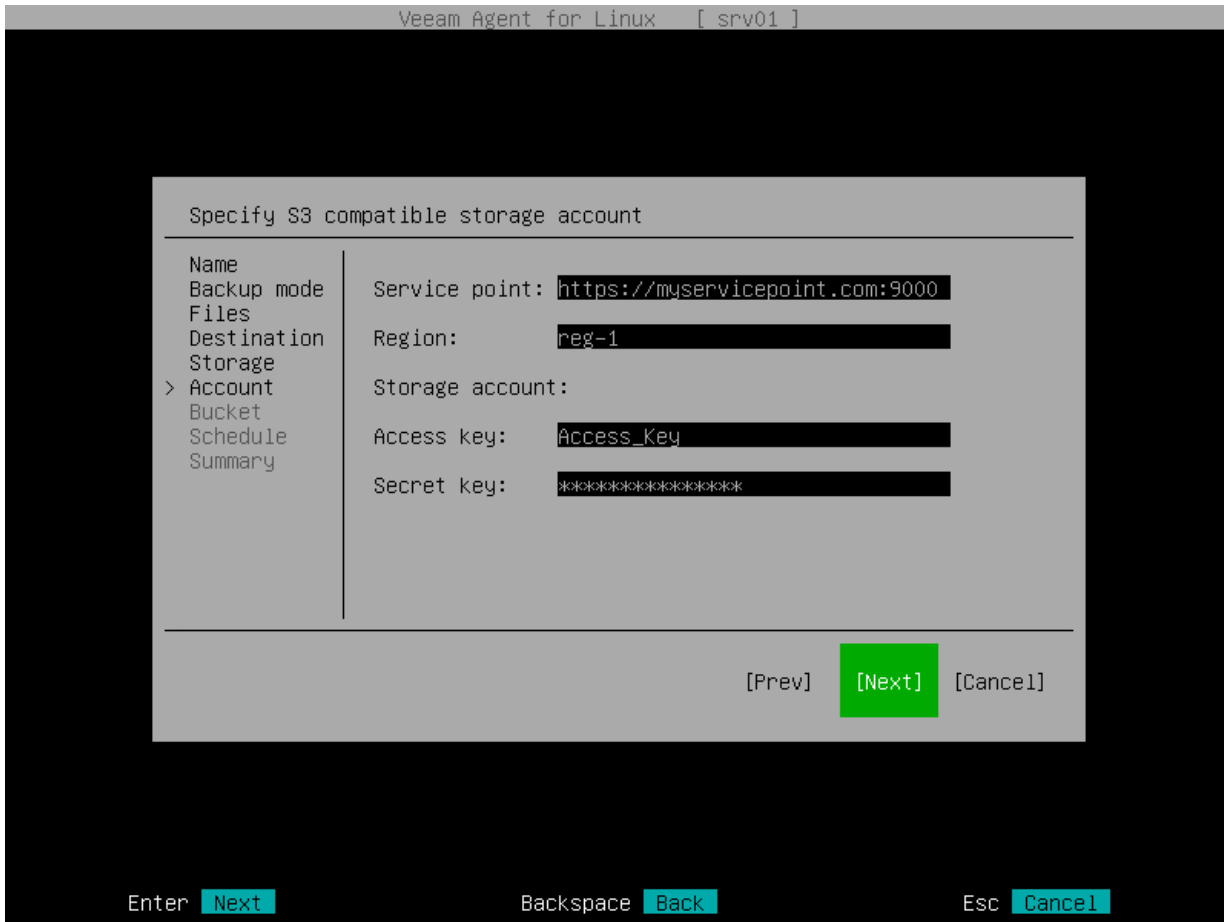 Veeam Agent for Linux [ srv01 ]
Specify S3 compatible storage account
Name
Backup mode
Files
Destination
Storage
> Account
Bucket
Schedule
Summary
Service point: https://myservicepoint.com:9000
Region: reg-1
Storage account:
Access key: Access_Key
Secret key: ***************
[Prev] [Next] [Cancel]
Enter Next Backspace Back Esc Cancel